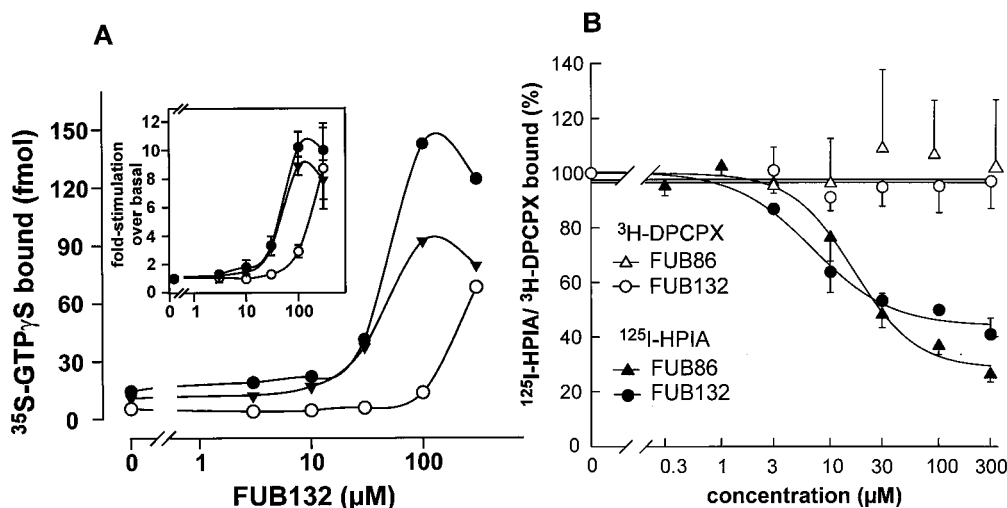 A
³⁵S-GTPγS bound (fmol)
150
120
90
60
30
0
0
1
10
100
FUB132 (µM)
fold-stimulation
over basal
12
10
8
6
4
2
0
0
1
10
100
B
¹²⁵I-HPIA/ ³H-DPCPX bound (%)
140
120
100
80
60
40
20
0
³H-DPCPX
FUB86
FUB132
¹²⁵I-HPIA
FUB86
FUB132
0
0.3
1
3
10
30
100
300
concentration (µM)